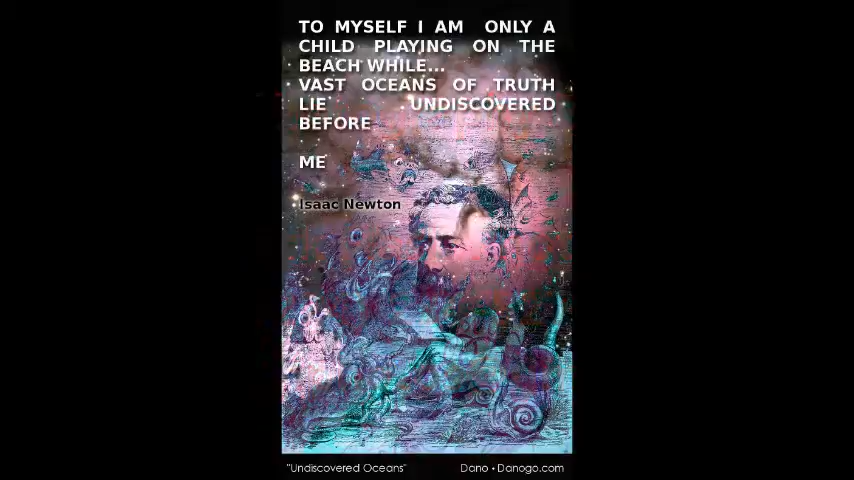 TO MYSELF I AM ONLY A
CHILD PLAYING ON THE
BEACH WHILE...
VAST OCEANS OF TRUTH
LIE UNDISCOVERED
BEFORE
ME
Isaac Newton
"Undiscovered Oceans" Dano • Danogo.com